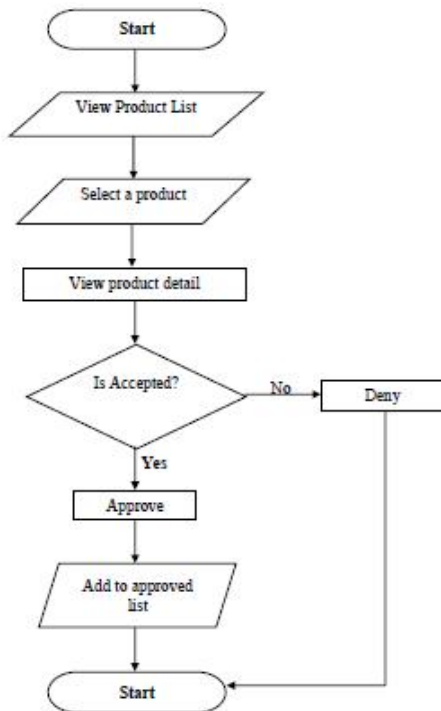 Start
View Product List
Select a product
View product detail
Is Accepted?
No
Deny
Yes
Approve
Add to approved
list
Start